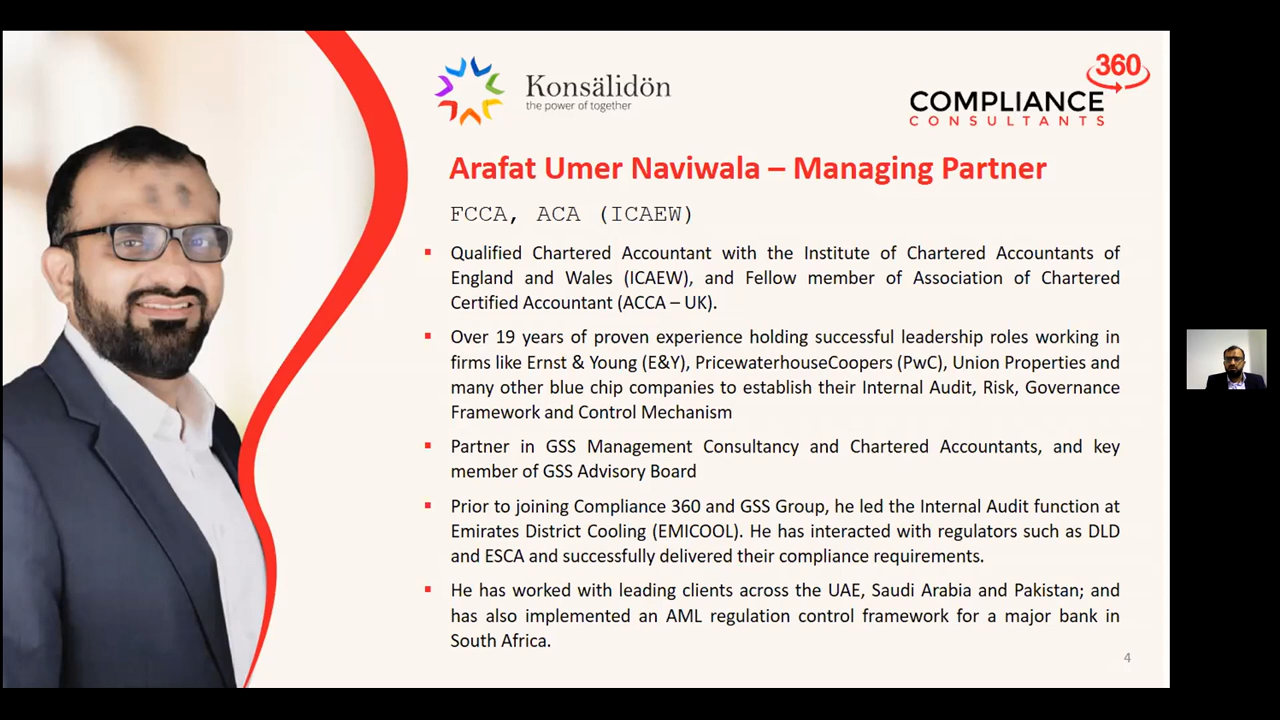 Konsälidön
the power of together
360
COMPLIANCE
CONSULTANTS
Arafat Umer Naviwala – Managing Partner
FCCA, ACA (ICAEW)
▪ Qualified Chartered Accountant with the Institute of Chartered Accountants of
England and Wales (ICAEW), and Fellow member of Association of Chartered
Certified Accountant (ACCA – UK).
▪ Over 19 years of proven experience holding successful leadership roles working in
firms like Ernst & Young (E&Y), PricewaterhouseCoopers (PwC), Union Properties and
many other blue chip companies to establish their Internal Audit, Risk, Governance
Framework and Control Mechanism
▪ Partner in GSS Management Consultancy and Chartered Accountants, and key
member of GSS Advisory Board
▪ Prior to joining Compliance 360 and GSS Group, he led the Internal Audit function at
Emirates District Cooling (EMICOOL). He has interacted with regulators such as DLD
and ESCA and successfully delivered their compliance requirements.
▪ He has worked with leading clients across the UAE, Saudi Arabia and Pakistan; and
has also implemented an AML regulation control framework for a major bank in
South Africa.
4